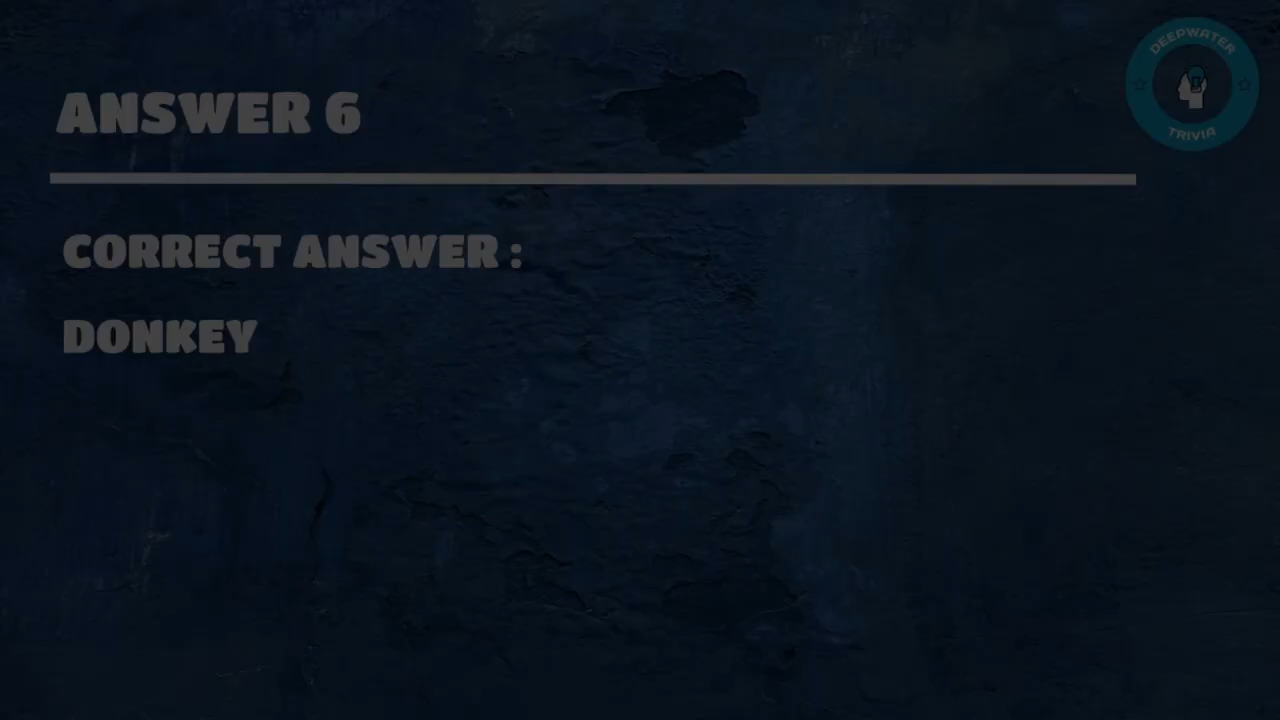 ANSWER 6
DEEPWATER
TRIVIA
CORRECT ANSWER :
DONKEY